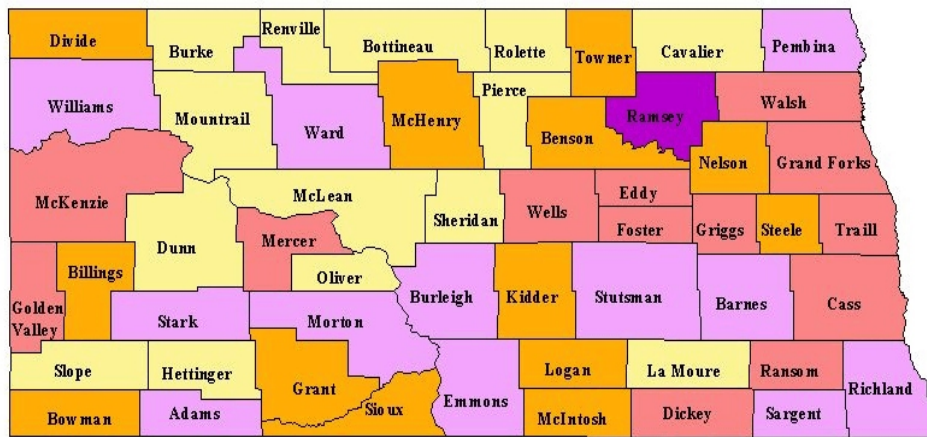 Divide
Burke
Renville
Bottineau
Rolette
Towner
Cavalier
Pembina
Williams
Mountrail
Ward
McHenry
Pierce
Benson
Ramsey
Walsh
Nelson
Grand Forks
McKenzie
Dunn
McLean
Mercer
Oliver
Sheridan
Wells
Eddy
Foster
Griggs
Steele
Traill
Billings
Golden
Valley
Stark
Morton
Burleigh
Kidder
Stutsman
Barnes
Cass
Slope
Hettinger
Grant
Sioux
Emmons
Logan
La Moure
Ransom
Richland
Bowman
Adams
McIntosh
Dickey
Sargent